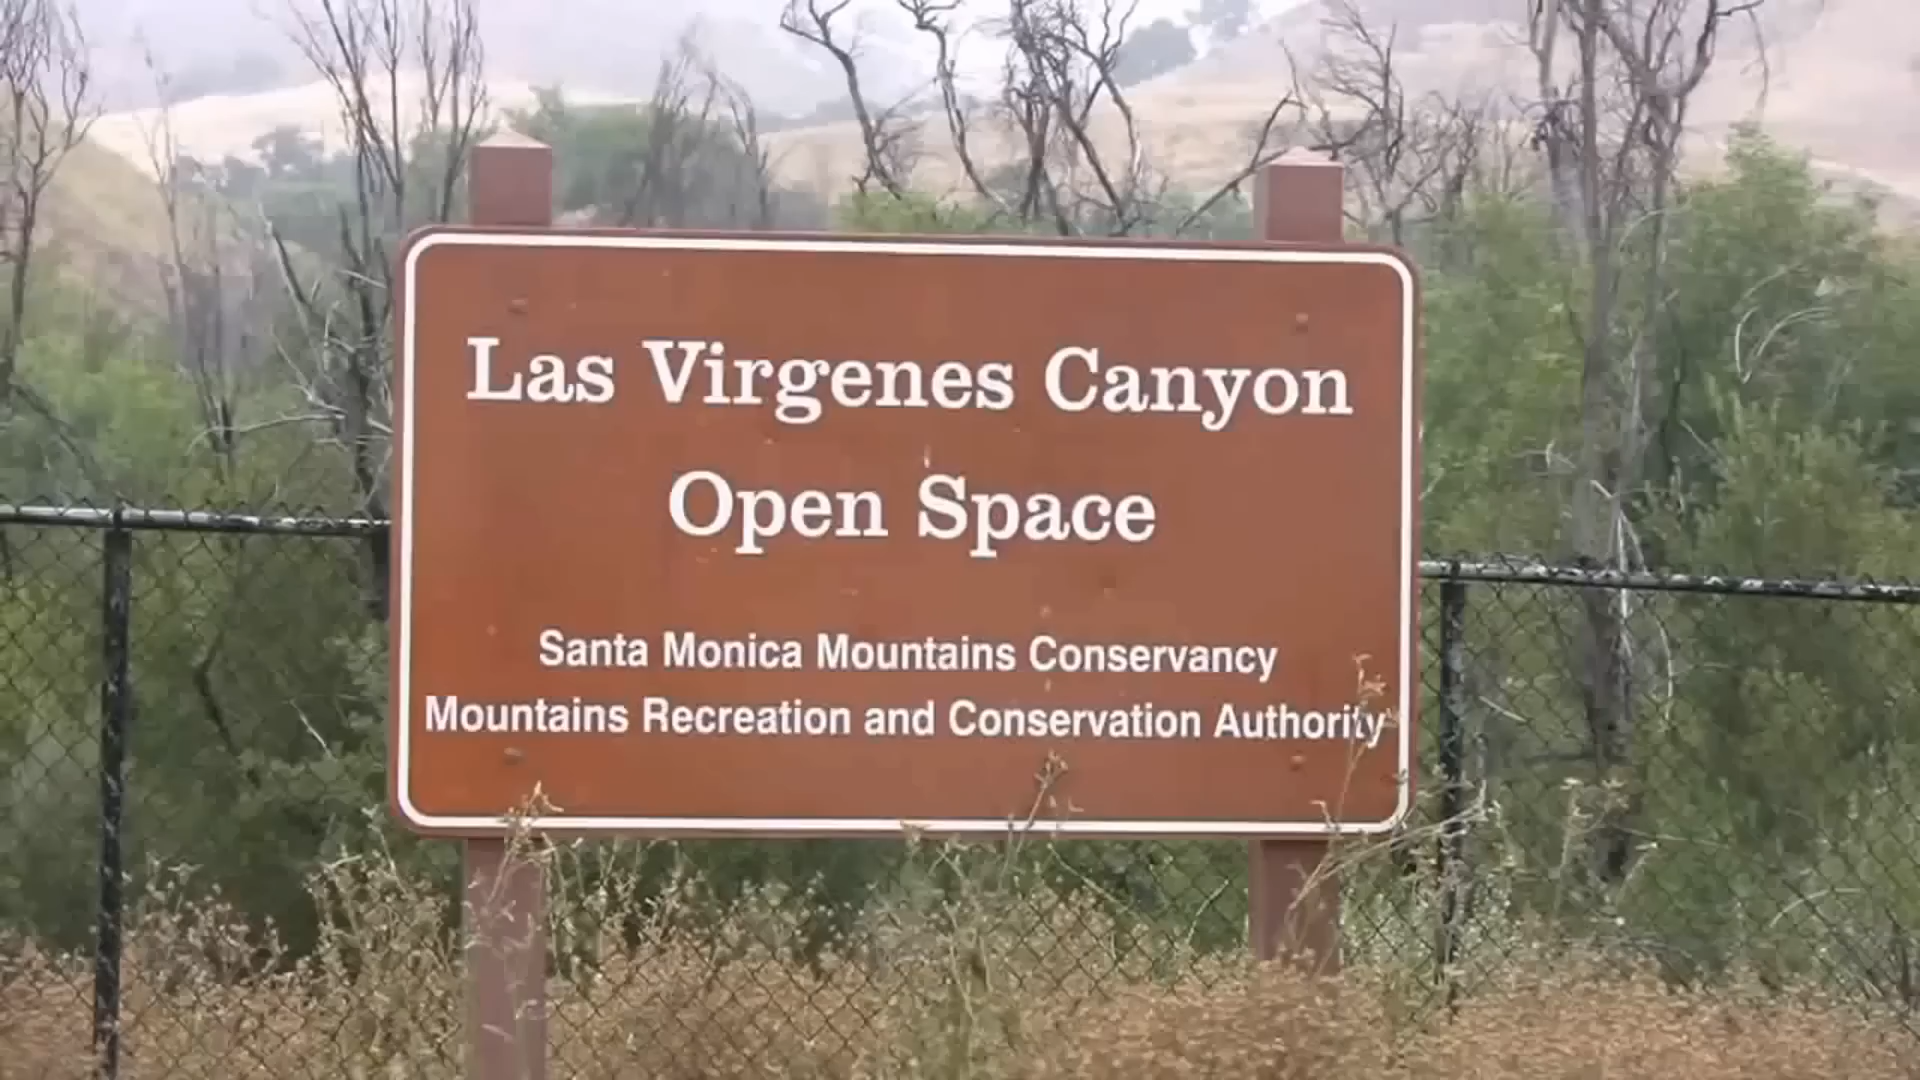 Las Virgenes Canyon
Open Space
Santa Monica Mountains Conservancy
Mountains Recreation and Conservation Authority